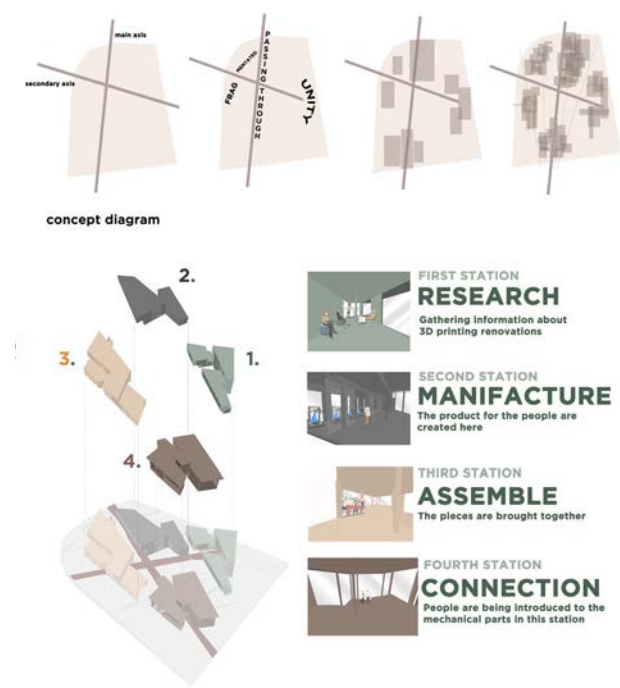 main axis
secondary axis
FRAG
MENTATED
PASSING THROUGH
UNITY
concept diagram
2.
3.
1.
4.
FIRST STATION
RESEARCH
Gathering information about
3D printing renovations
SECOND STATION
MANIFACTURE
The product for the people are
created here
THIRD STATION
ASSEMBLE
The pieces are brought together
FOURTH STATION
CONNECTION
People are being introduced to the
mechanical parts in this station